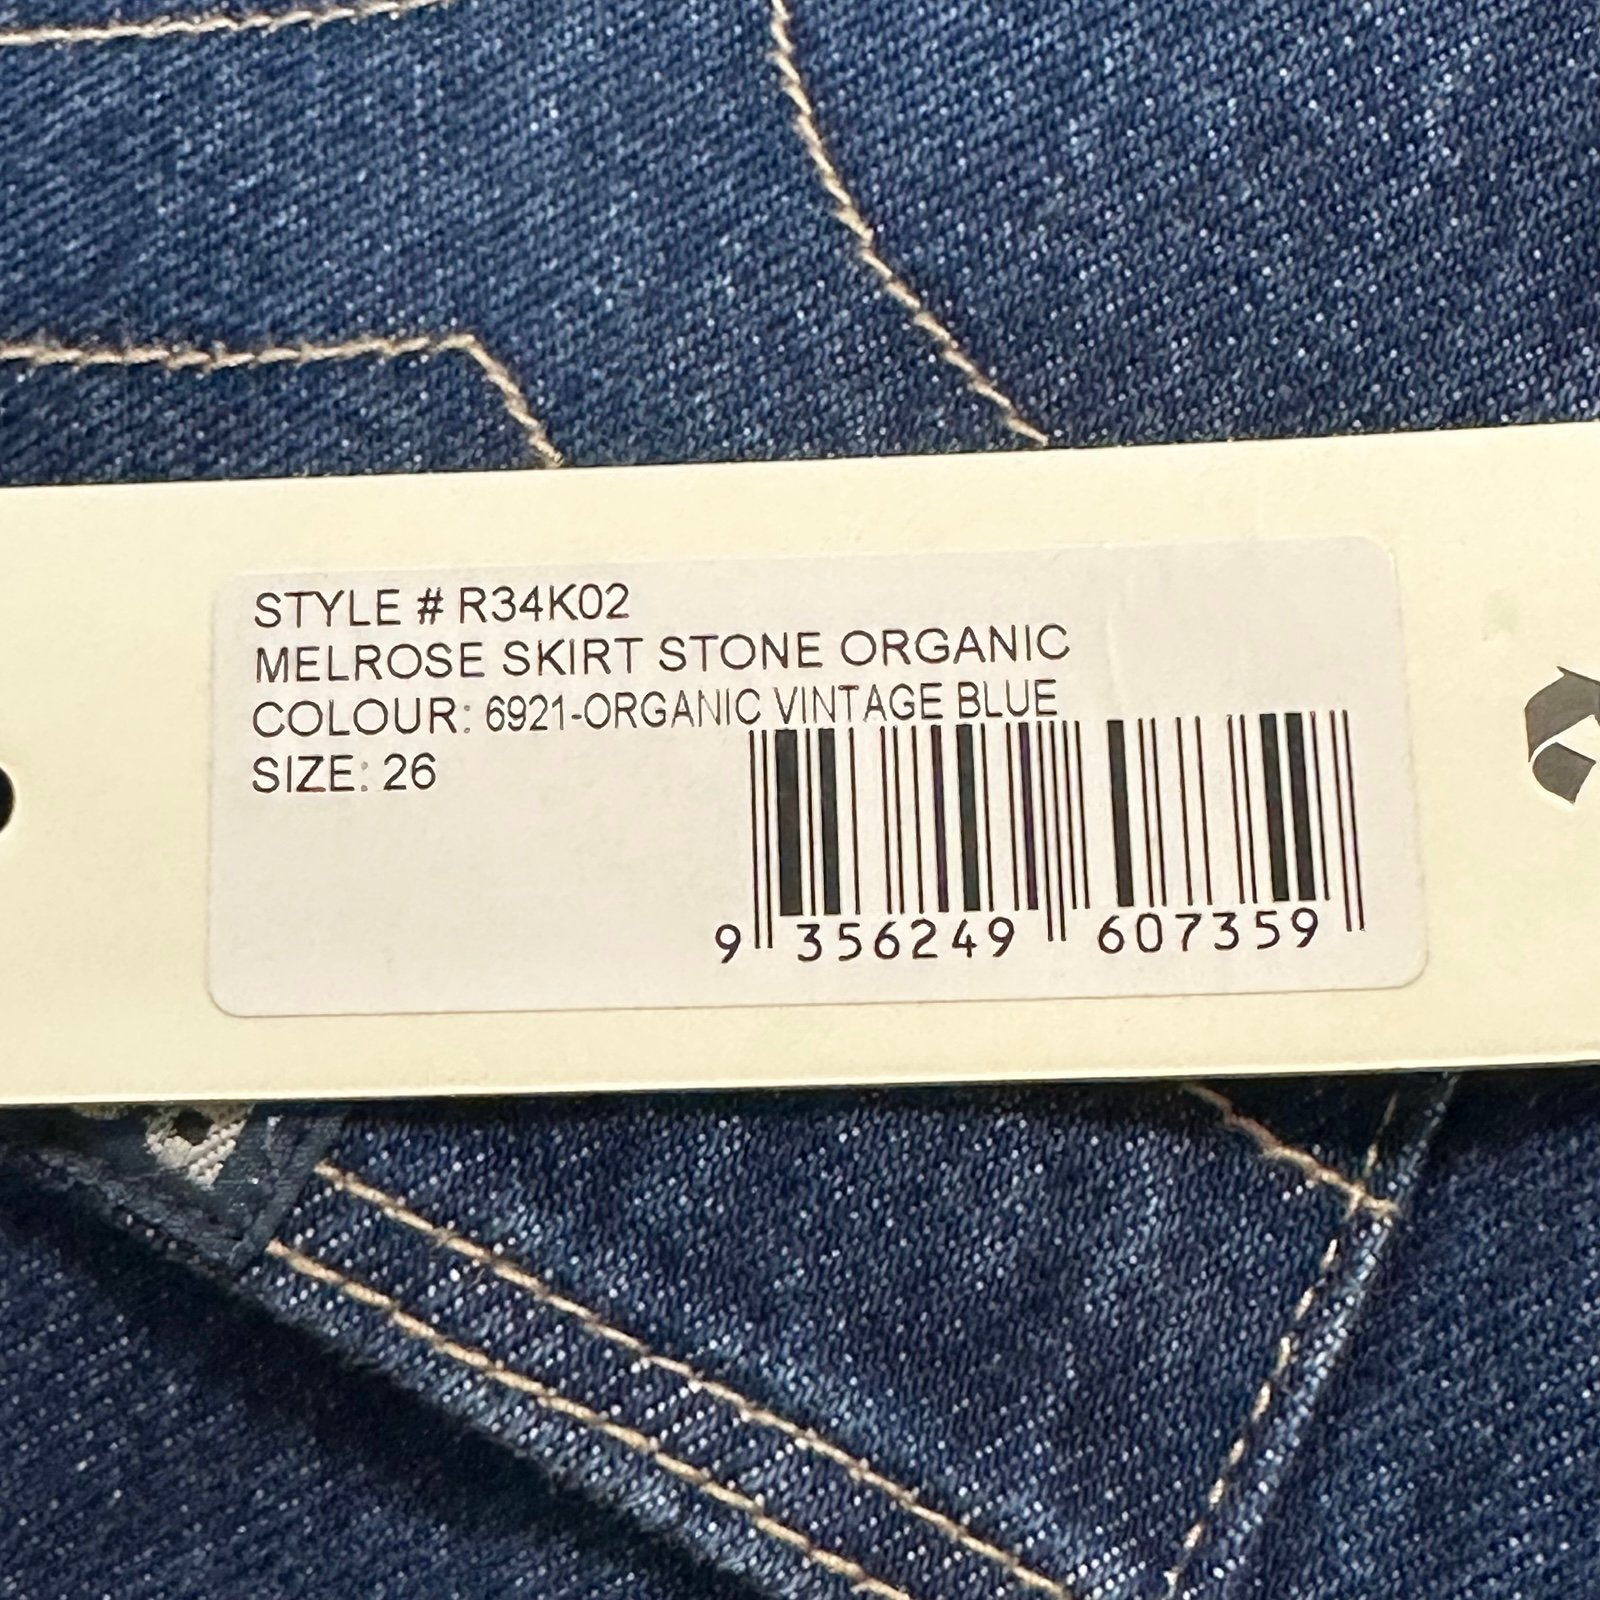 STYLE # R34K02
MELROSE SKIRT STONE ORGANIC
COLOUR: 6921-ORGANIC VINTAGE BLUE
SIZE: 26
9 356249 607359